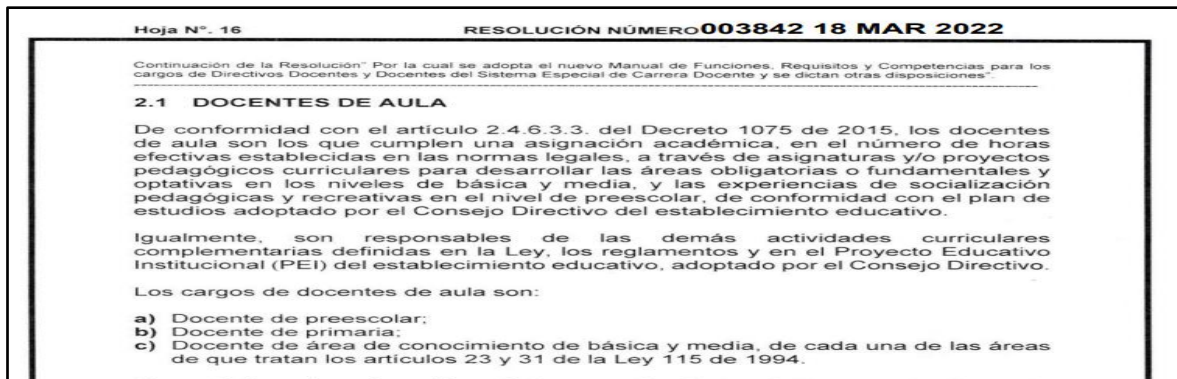 Hoja N°. 16 RESOLUCIÓN NÚMERO 003842 18 MAR 2022
Continuación de la Resolución" Por la cual se adopta el nuevo Manual de Funciones, Requisitos y Competencias para los
cargos de Directivos Docentes y Docentes del Sistema Especial de Carrera Docente y se dictan otras disposiciones".
2.1 DOCENTES DE AULA
De conformidad con el artículo 2.4.6.3.3. del Decreto 1075 de 2015, los docentes
de aula son los que cumplen una asignación académica, en el número de horas
efectivas establecidas en las normas legales, a través de asignaturas y/o proyectos
pedagógicos curriculares para desarrollar las áreas obligatorias o fundamentales y
optativas en los niveles de básica y media, y las experiencias de socialización
pedagógicas y recreativas en el nivel de preescolar, de conformidad con el plan de
estudios adoptado por el Consejo Directivo del establecimiento educativo.
Igualmente, son responsables de las demás actividades curriculares
complementarias definidas en la Ley, los reglamentos y en el Proyecto Educativo
Institucional (PEI) del establecimiento educativo, adoptado por el Consejo Directivo.
Los cargos de docentes de aula son:
a) Docente de preescolar;
b) Docente de primaria;
c) Docente de área de conocimiento de básica y media, de cada una de las áreas
de que tratan los artículos 23 y 31 de la Ley 115 de 1994.